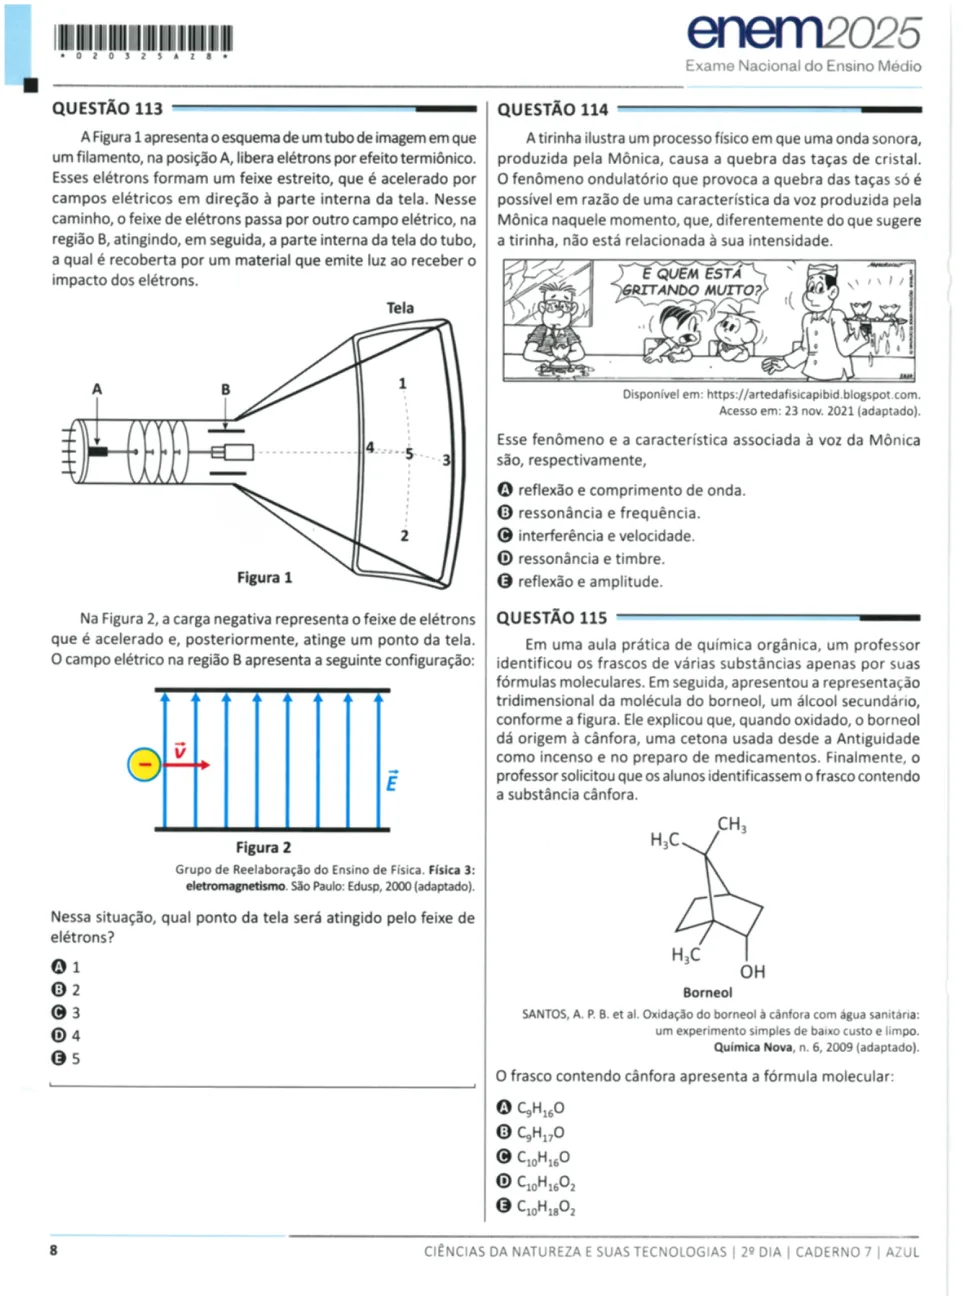 * 0 2 0 3 2 5 A Z 8 *
enem2025
Exame Nacional do Ensino Médio
QUESTÃO 113
A Figura 1 apresenta o esquema de um tubo de imagem em que
um filamento, na posição A, libera elétrons por efeito termiônico.
Esses elétrons formam um feixe estreito, que é acelerado por
campos elétricos em direção à parte interna da tela. Nesse
caminho, o feixe de elétrons passa por outro campo elétrico, na
região B, atingindo, em seguida, a parte interna da tela do tubo,
a qual é recoberta por um material que emite luz ao receber o
impacto dos elétrons.
Tela
A
B
1
4
5
3
2
Figura 1
Na Figura 2, a carga negativa representa o feixe de elétrons
que é acelerado e, posteriormente, atinge um ponto da tela.
O campo elétrico na região B apresenta a seguinte configuração:
v
E
Figura 2
Grupo de Reelaboração do Ensino de Física. Física 3:
eletromagnetismo. São Paulo: Edusp, 2000 (adaptado).
Nessa situação, qual ponto da tela será atingido pelo feixe de
elétrons?
A 1
B 2
C 3
D 4
E 5
QUESTÃO 114
A tirinha ilustra um processo físico em que uma onda sonora,
produzida pela Mônica, causa a quebra das taças de cristal.
O fenômeno ondulatório que provoca a quebra das taças só é
possível em razão de uma característica da voz produzida pela
Mônica naquele momento, que, diferentemente do que sugere
a tirinha, não está relacionada à sua intensidade.
E QUEM ESTÁ
GRITANDO MUITO?
Disponível em: https://artedafisicapibid.blogspot.com.
Acesso em: 23 nov. 2021 (adaptado).
Esse fenômeno e a característica associada à voz da Mônica
são, respectivamente,
A reflexão e comprimento de onda.
B ressonância e frequência.
C interferência e velocidade.
D ressonância e timbre.
E reflexão e amplitude.
QUESTÃO 115
Em uma aula prática de química orgânica, um professor
identificou os frascos de várias substâncias apenas por suas
fórmulas moleculares. Em seguida, apresentou a representação
tridimensional da molécula do borneol, um álcool secundário,
conforme a figura. Ele explicou que, quando oxidado, o borneol
dá origem à cânfora, uma cetona usada desde a Antiguidade
como incenso e no preparo de medicamentos. Finalmente, o
professor solicitou que os alunos identificassem o frasco contendo
a substância cânfora.
CH₃
H₃C
H₃C
OH
Borneol
SANTOS, A. P. B. et al. Oxidação do borneol à cânfora com água sanitária:
um experimento simples de baixo custo e limpo.
Química Nova, n. 6, 2009 (adaptado).
O frasco contendo cânfora apresenta a fórmula molecular:
A C₉H₁₆O
B C₉H₁₇O
C C₁₀H₁₆O
D C₁₀H₁₆O₂
E C₁₀H₁₈O₂
8
CIÊNCIAS DA NATUREZA E SUAS TECNOLOGIAS | 2º DIA | CADERNO 7 | AZUL